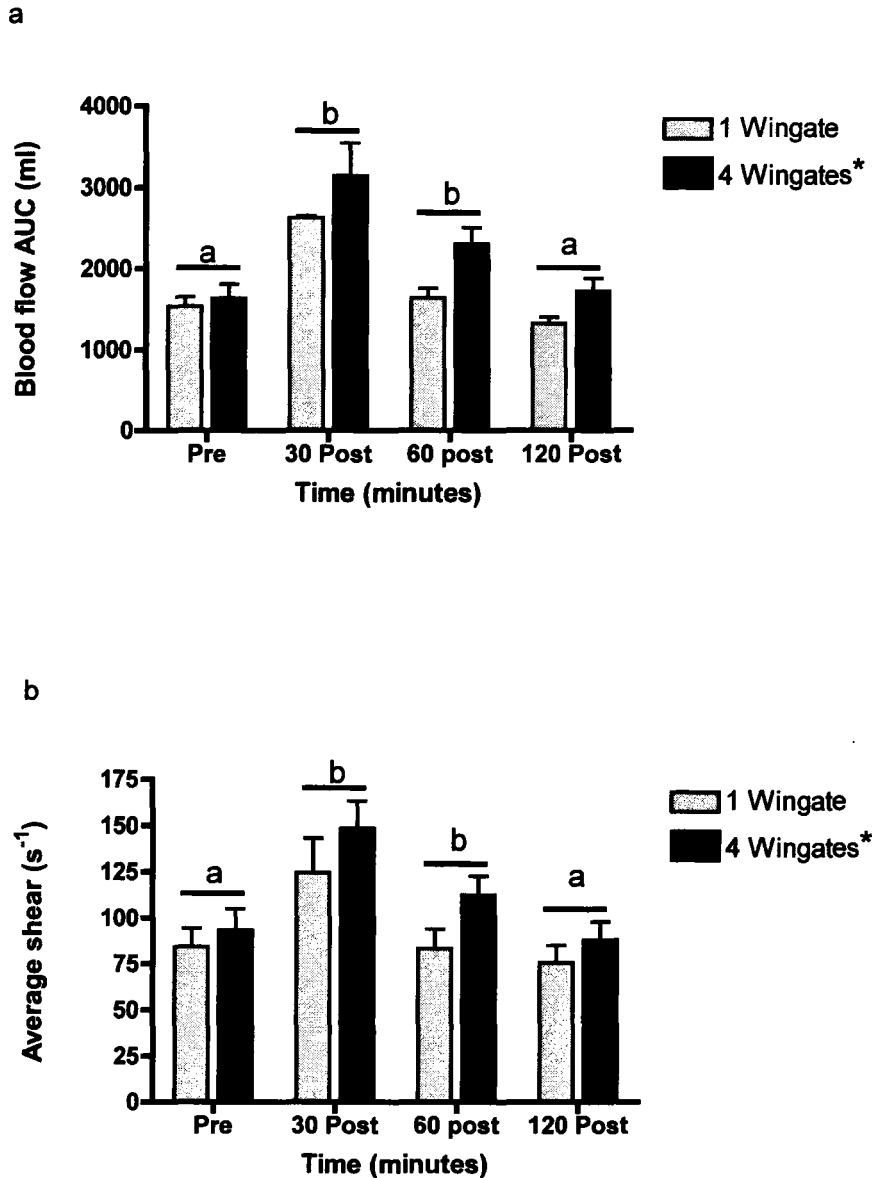 a
4000
3000
2000
1000
0
Blood flow AUC (ml)
a
b
b
a
Pre
30 Post
60 post
120 Post
Time (minutes)
1 Wingate
4 Wingates*
b
175
150
125
100
75
50
25
0
Average shear (s⁻¹)
a
b
b
a
Pre
30 Post
60 post
120 Post
Time (minutes)
1 Wingate
4 Wingates*